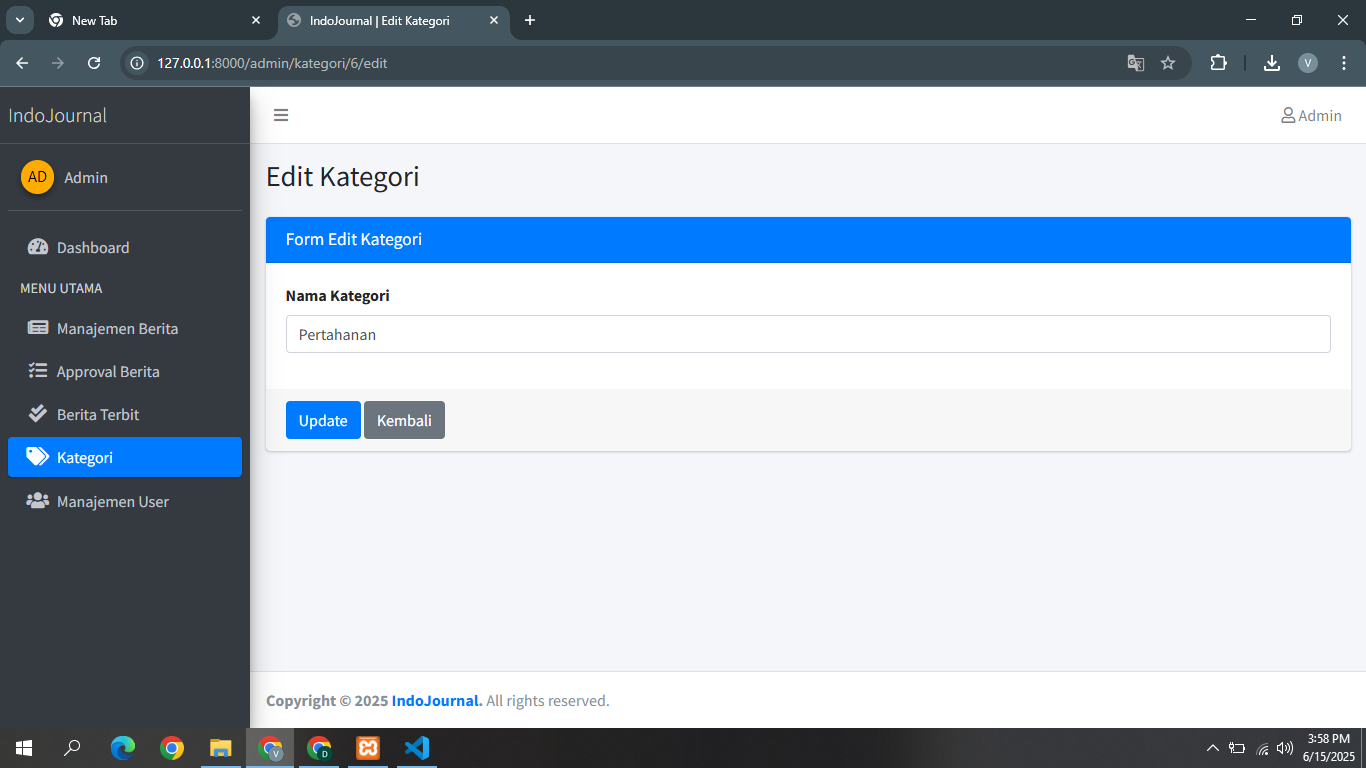 New Tab
IndoJournal | Edit Kategori
127.0.0.1:8000/admin/kategori/6/edit
V
IndoJournal
Admin
AD Admin
Edit Kategori
Dashboard
Form Edit Kategori
MENU UTAMA
Nama Kategori
Manajemen Berita
Pertahanan
Approval Berita
Berita Terbit
Update Kembali
Kategori
Manajemen User
Copyright © 2025 IndoJournal. All rights reserved.
V
D
3:58 PM
6/15/2025